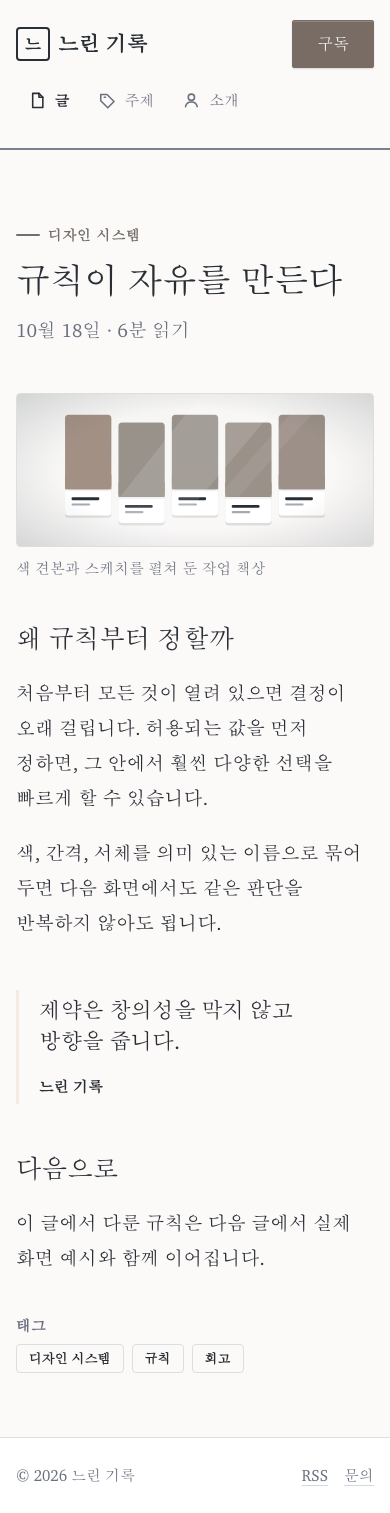 느 느린 기록
구독
글 주제 소개
디자인 시스템
규칙이 자유를 만든다
10월 18일 · 6분 읽기
색 견본과 스케치를 펼쳐 둔 작업 책상
왜 규칙부터 정할까
처음부터 모든 것이 열려 있으면 결정이
오래 걸립니다. 허용되는 값을 먼저
정하면, 그 안에서 훨씬 다양한 선택을
빠르게 할 수 있습니다.
색, 간격, 서체를 의미 있는 이름으로 묶어
두면 다음 화면에서도 같은 판단을
반복하지 않아도 됩니다.
제약은 창의성을 막지 않고
방향을 줍니다.
느린 기록
다음으로
이 글에서 다룬 규칙은 다음 글에서 실제
화면 예시와 함께 이어집니다.
태그
디자인 시스템 규칙 회고
© 2026 느린 기록 RSS 문의